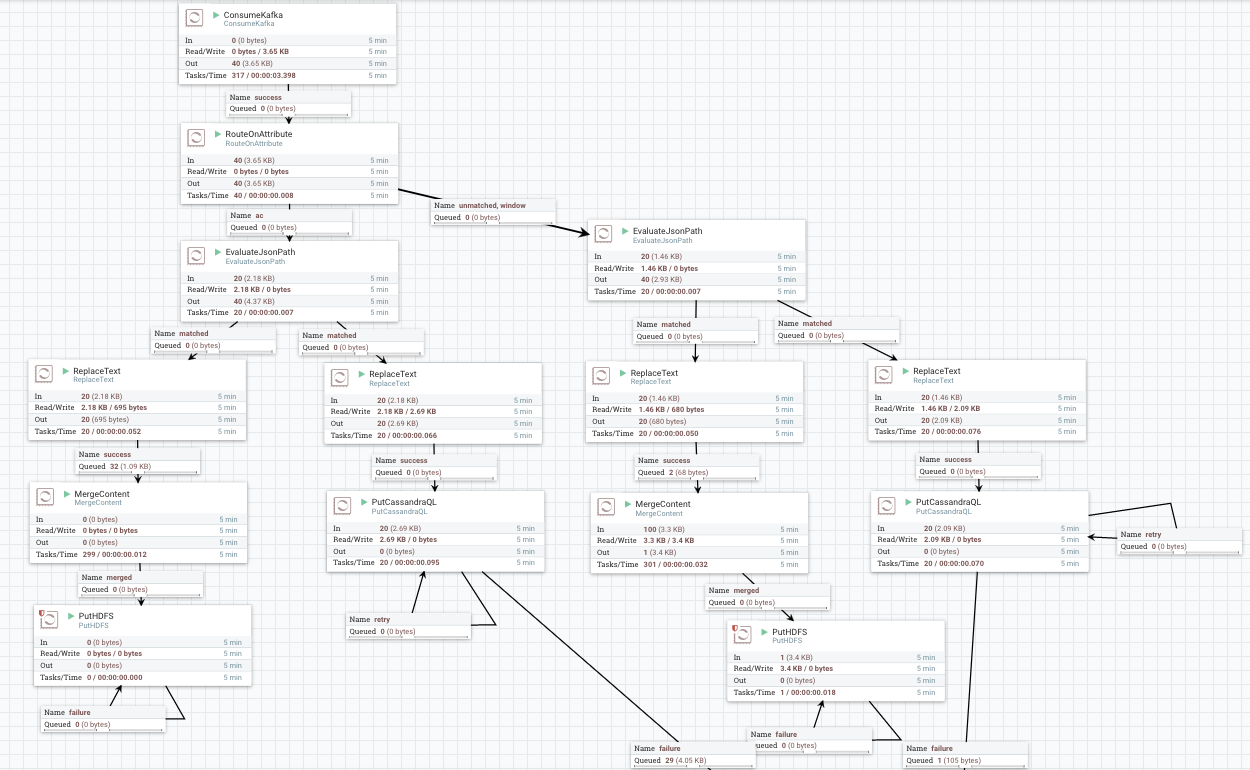 ConsumeKafka
ConsumeKafka
In 0 (0 bytes) 5 min
Read/Write 0 bytes / 3.65 KB 5 min
Out 40 (3.65 KB) 5 min
Tasks/Time 317 / 00:00:03.398 5 min
Name success
Queued 0 (0 bytes)
RouteOnAttribute
RouteOnAttribute
In 40 (3.65 KB) 5 min
Read/Write 0 bytes / 0 bytes 5 min
Out 40 (3.65 KB) 5 min
Tasks/Time 40 / 00:00:00.008 5 min
Name unmatched, window
Queued 0 (0 bytes)
Name ac
Queued 0 (0 bytes)
EvaluateJsonPath
EvaluateJsonPath
In 20 (1.46 KB) 5 min
Read/Write 1.46 KB / 0 bytes 5 min
Out 40 (2.93 KB) 5 min
Tasks/Time 20 / 00:00:00.007 5 min
EvaluateJsonPath
EvaluateJsonPath
In 20 (2.18 KB) 5 min
Read/Write 2.18 KB / 0 bytes 5 min
Out 40 (4.37 KB) 5 min
Tasks/Time 20 / 00:00:00.007 5 min
Name matched
Queued 0 (0 bytes)
Name matched
Queued 0 (0 bytes)
Name matched
Queued 0 (0 bytes)
Name matched
Queued 0 (0 bytes)
ReplaceText
ReplaceText
In 20 (2.18 KB) 5 min
Read/Write 2.18 KB / 695 bytes 5 min
Out 20 (695 bytes) 5 min
Tasks/Time 20 / 00:00:00.052 5 min
ReplaceText
ReplaceText
In 20 (2.18 KB) 5 min
Read/Write 2.18 KB / 2.69 KB 5 min
Out 20 (2.69 KB) 5 min
Tasks/Time 20 / 00:00:00.066 5 min
ReplaceText
ReplaceText
In 20 (1.46 KB) 5 min
Read/Write 1.46 KB / 680 bytes 5 min
Out 20 (680 bytes) 5 min
Tasks/Time 20 / 00:00:00.050 5 min
ReplaceText
ReplaceText
In 20 (1.46 KB) 5 min
Read/Write 1.46 KB / 2.09 KB 5 min
Out 20 (2.09 KB) 5 min
Tasks/Time 20 / 00:00:00.076 5 min
Name success
Queued 32 (1.09 KB)
Name success
Queued 0 (0 bytes)
Name success
Queued 2 (68 bytes)
Name success
Queued 0 (0 bytes)
MergeContent
MergeContent
In 0 (0 bytes) 5 min
Read/Write 0 bytes / 0 bytes 5 min
Out 0 (0 bytes) 5 min
Tasks/Time 299 / 00:00:00.012 5 min
PutCassandraQL
PutCassandraQL
In 20 (2.69 KB) 5 min
Read/Write 2.69 KB / 0 bytes 5 min
Out 0 (0 bytes) 5 min
Tasks/Time 20 / 00:00:00.095 5 min
MergeContent
MergeContent
In 100 (3.3 KB) 5 min
Read/Write 3.3 KB / 3.4 KB 5 min
Out 1 (3.4 KB) 5 min
Tasks/Time 301 / 00:00:00.032 5 min
PutCassandraQL
PutCassandraQL
In 20 (2.09 KB) 5 min
Read/Write 2.09 KB / 0 bytes 5 min
Out 0 (0 bytes) 5 min
Tasks/Time 20 / 00:00:00.070 5 min
Name retry
Queued 0 (0 bytes)
Name merged
Queued 0 (0 bytes)
Name merged
Queued 0 (0 bytes)
PutHDFS
PutHDFS
In 0 (0 bytes) 5 min
Read/Write 0 bytes / 0 bytes 5 min
Out 0 (0 bytes) 5 min
Tasks/Time 0 / 00:00:00.000 5 min
Name retry
Queued 0 (0 bytes)
PutHDFS
PutHDFS
In 1 (3.4 KB) 5 min
Read/Write 3.4 KB / 0 bytes 5 min
Out 0 (0 bytes) 5 min
Tasks/Time 1 / 00:00:00.018 5 min
Name failure
Queued 0 (0 bytes)
Name failure
ueued 0 (0 bytes)
Name failure
Queued 29 (4.05 KB)
Name failure
Queued 1 (105 bytes)